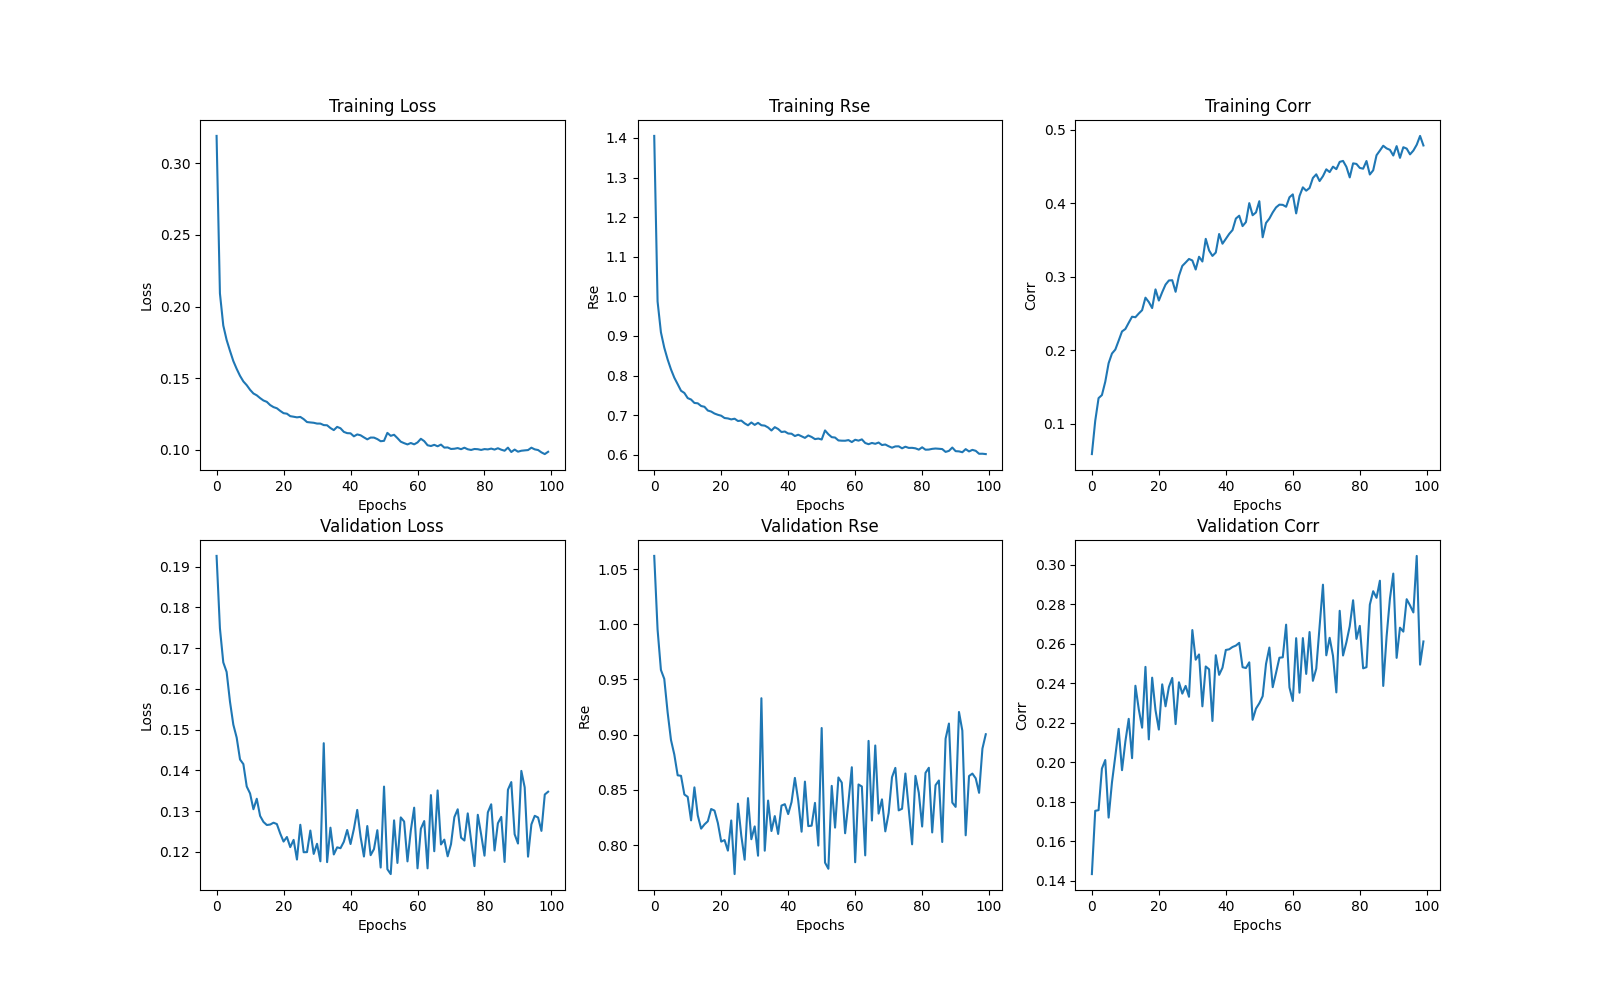 Training Loss
Loss
0.30
0.25
0.20
0.15
0.10
0 20 40 60 80 100
Epochs
Training Rse
Rse
1.4
1.3
1.2
1.1
1.0
0.9
0.8
0.7
0.6
0 20 40 60 80 100
Epochs
Training Corr
Corr
0.5
0.4
0.3
0.2
0.1
0 20 40 60 80 100
Epochs
Validation Loss
Loss
0.19
0.18
0.17
0.16
0.15
0.14
0.13
0.12
0 20 40 60 80 100
Epochs
Validation Rse
Rse
1.05
1.00
0.95
0.90
0.85
0.80
0 20 40 60 80 100
Epochs
Validation Corr
Corr
0.30
0.28
0.26
0.24
0.22
0.20
0.18
0.16
0.14
0 20 40 60 80 100
Epochs